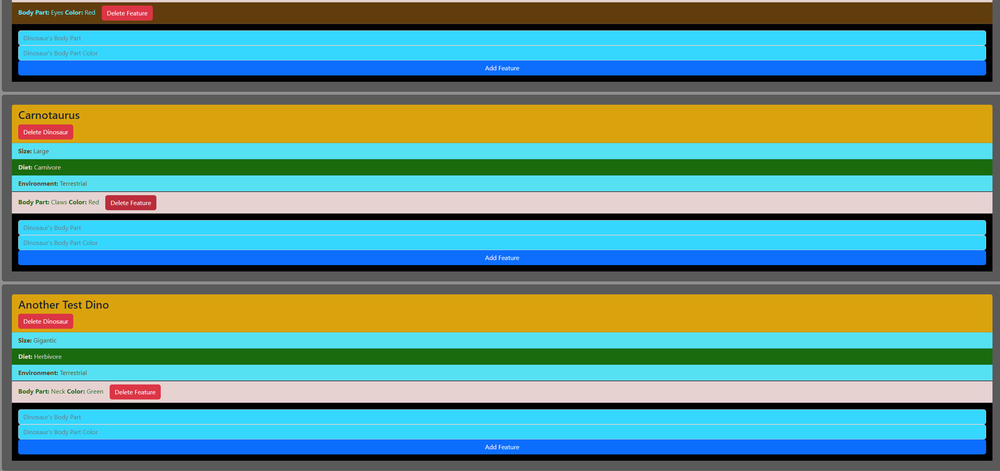 Body Part: Eyes Color: Red Delete Feature
Dinosaur's Body Part
Dinosaur's Body Part Color
Add Feature
Carnotaurus
Delete Dinosaur
Size: Large
Diet: Carnivore
Environment: Terrestrial
Body Part: Claws Color: Red Delete Feature
Dinosaur's Body Part
Dinosaur's Body Part Color
Add Feature
Another Test Dino
Delete Dinosaur
Size: Gigantic
Diet: Herbivore
Environment: Terrestrial
Body Part: Neck Color: Green Delete Feature
Dinosaur's Body Part
Dinosaur's Body Part Color
Add Feature